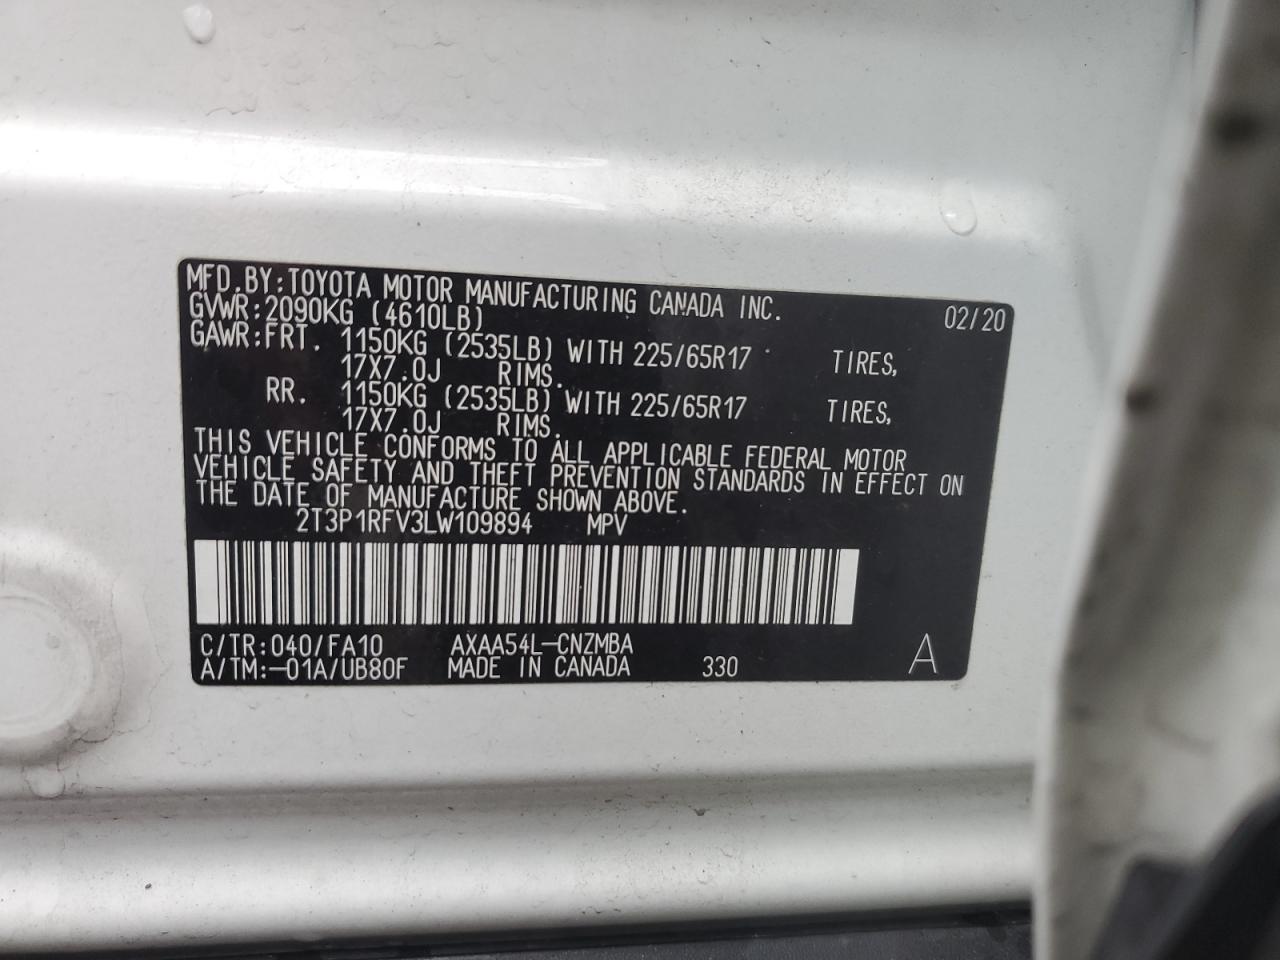 MFD.BY:TOYOTA MOTOR MANUFACTURING CANADA INC. 02/20
GVWR:2090KG (4610LB)
GAWR:FRT. 1150KG (2535LB) WITH 225/65R17 TIRES,
17X7.0J RIMS.
RR. 1150KG (2535LB) WITH 225/65R17 TIRES,
17X7.0J RIMS.
THIS VEHICLE CONFORMS TO ALL APPLICABLE FEDERAL MOTOR
VEHICLE SAFETY AND THEFT PREVENTION STANDARDS IN EFFECT ON
THE DATE OF MANUFACTURE SHOWN ABOVE.
2T3P1RFV3LW109894 MPV
C/TR:040/FA10 AXAA54L-CNZMBA
A/TM:-01A/UB80F MADE IN CANADA 330 A